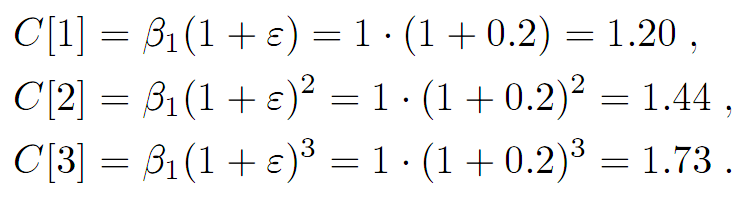 C[1] = β₁(1 + ε) = 1 · (1 + 0.2) = 1.20 ,
C[2] = β₁(1 + ε)² = 1 · (1 + 0.2)² = 1.44 ,
C[3] = β₁(1 + ε)³ = 1 · (1 + 0.2)³ = 1.73 .